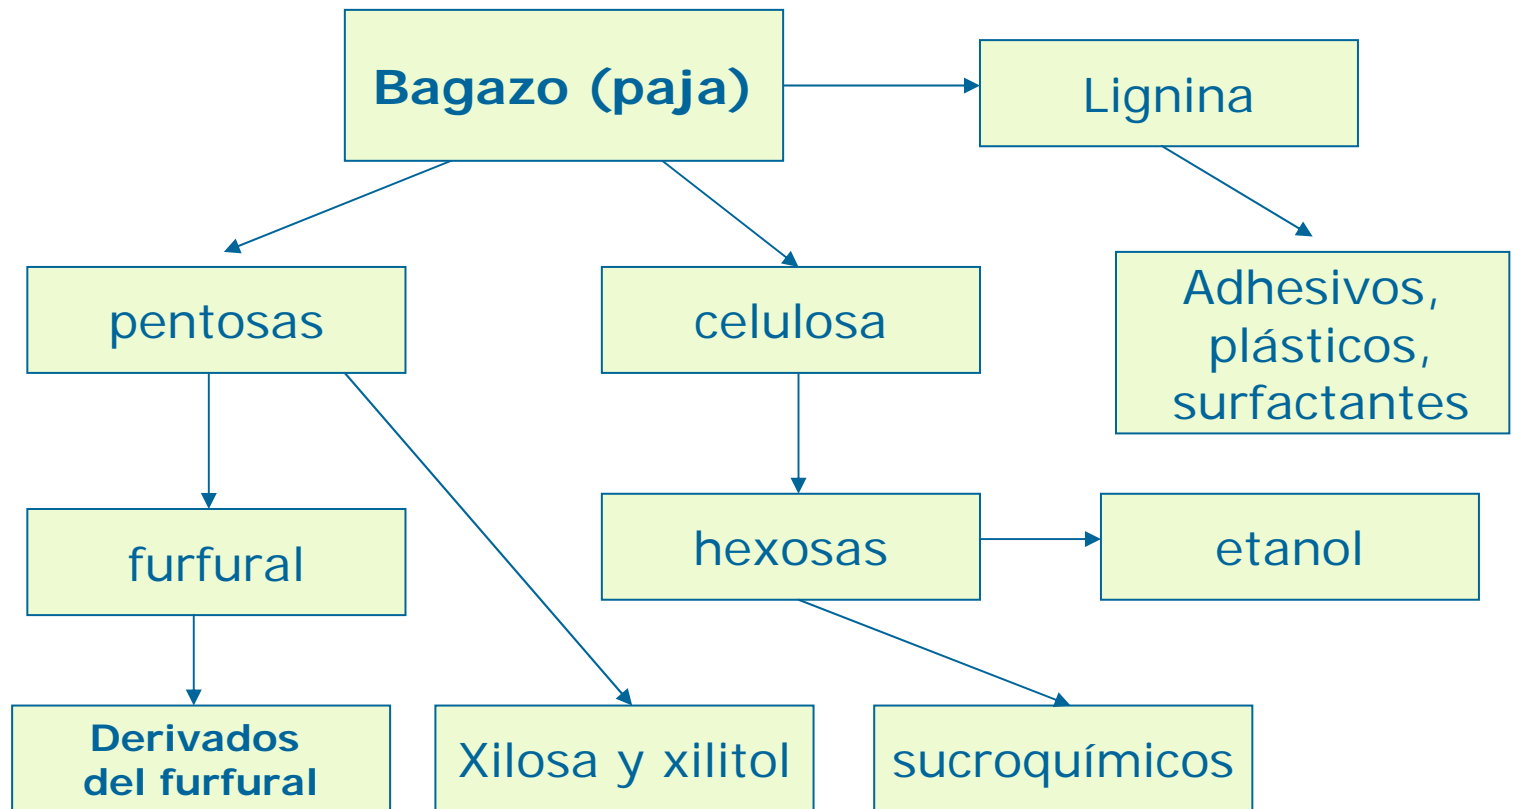 Bagazo (paja)
Lignina
pentosas
celulosa
Adhesivos,
plásticos,
surfactantes
furfural
hexosas
etanol
Derivados
del furfural
Xilosa y xilitol
sucroquímicos